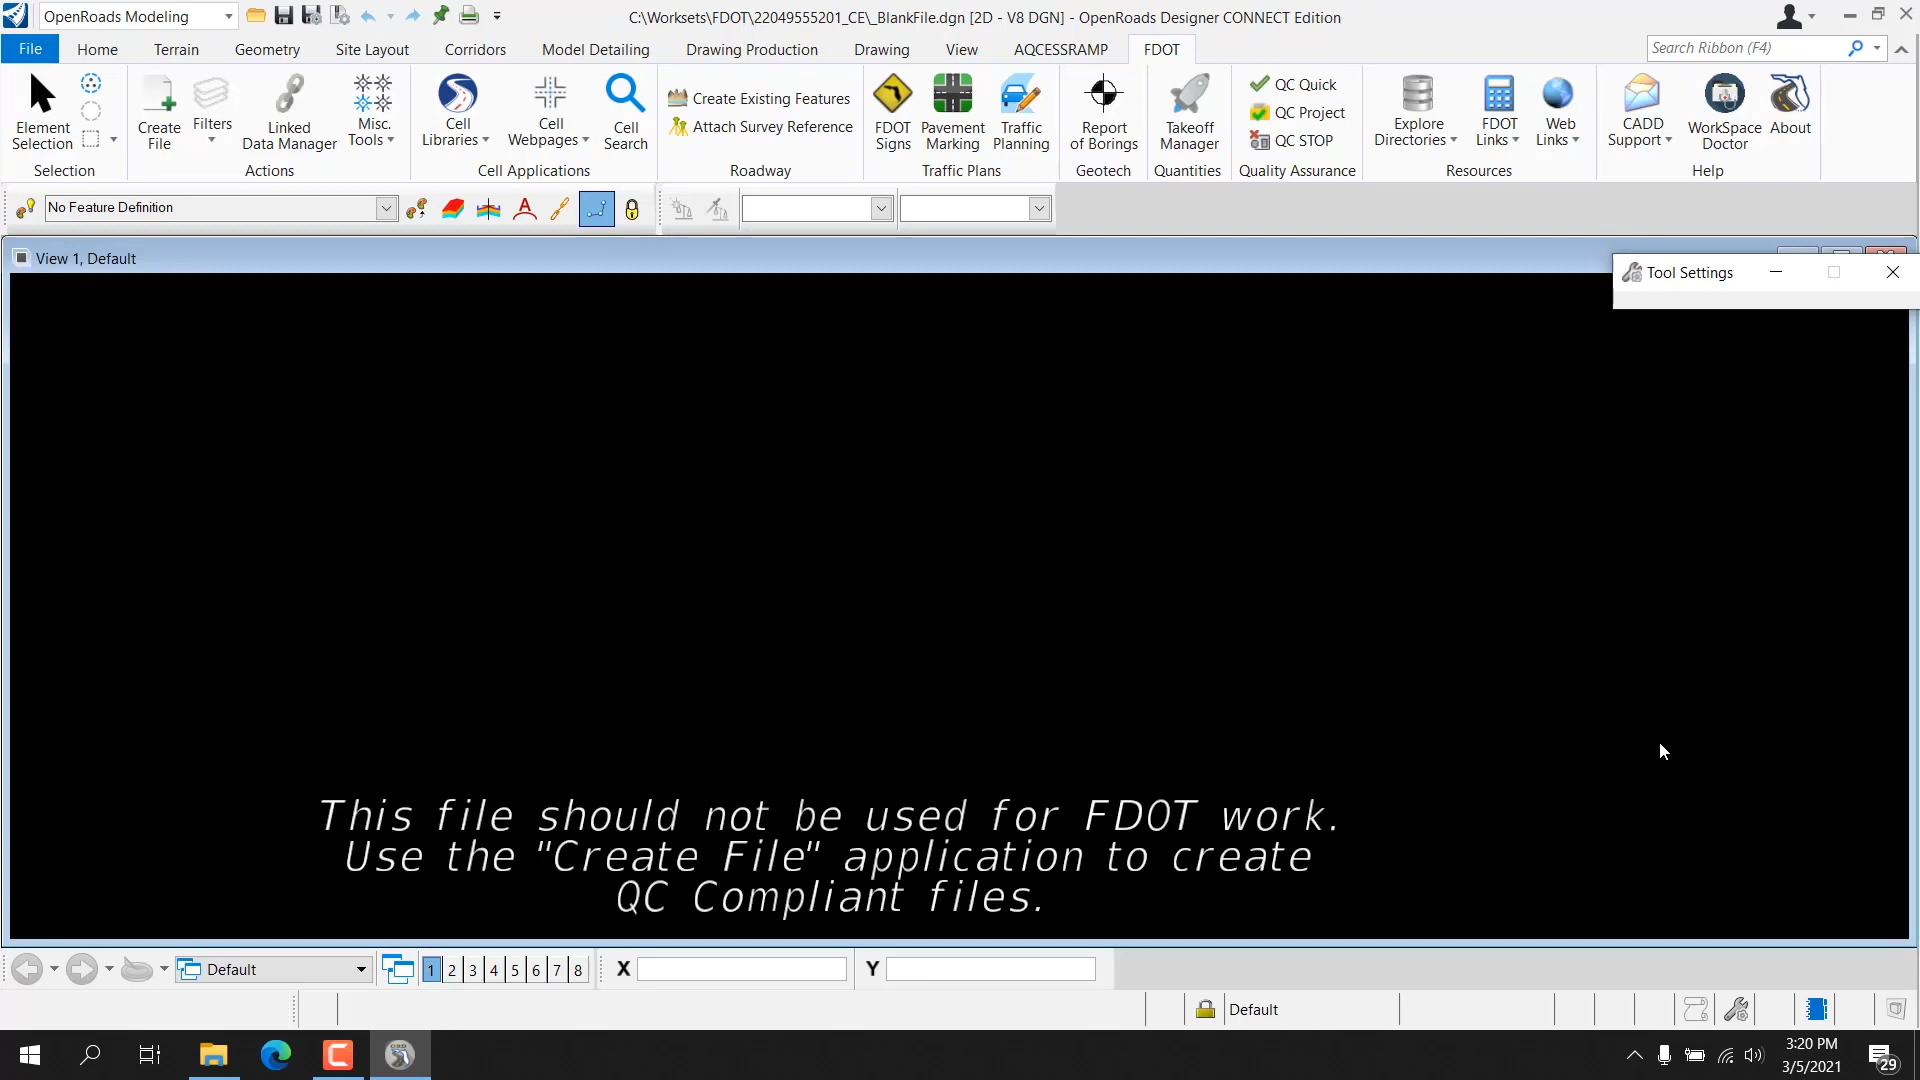 OpenRoads Modeling
C:\Worksets\FDOT\22049555201_CE\_BlankFile.dgn [2D - V8 DGN] - OpenRoads Designer CONNECT Edition
File Home Terrain Geometry Site Layout Corridors Model Detailing Drawing Production Drawing View AQCESSRAMP FDOT
Search Ribbon (F4)
Element Selection
Selection
Create File
Filters
Linked Data Manager
Misc. Tools
Actions
Cell Libraries
Cell Webpages
Cell Search
Cell Applications
Create Existing Features
Attach Survey Reference
Roadway
FDOT Signs
Pavement Marking
Traffic Planning
Traffic Plans
Report of Borings
Geotech
Takeoff Manager
Quantities
QC Quick
QC Project
QC STOP
Quality Assurance
Explore Directories
FDOT Links
Web Links
Resources
CADD Support
WorkSpace Doctor
About
Help
No Feature Definition
View 1, Default
Tool Settings
This file should not be used for FDOT work.
Use the "Create File" application to create
QC Compliant files.
Default 1 2 3 4 5 6 7 8 X Y
Default
3:20 PM
3/5/2021
29